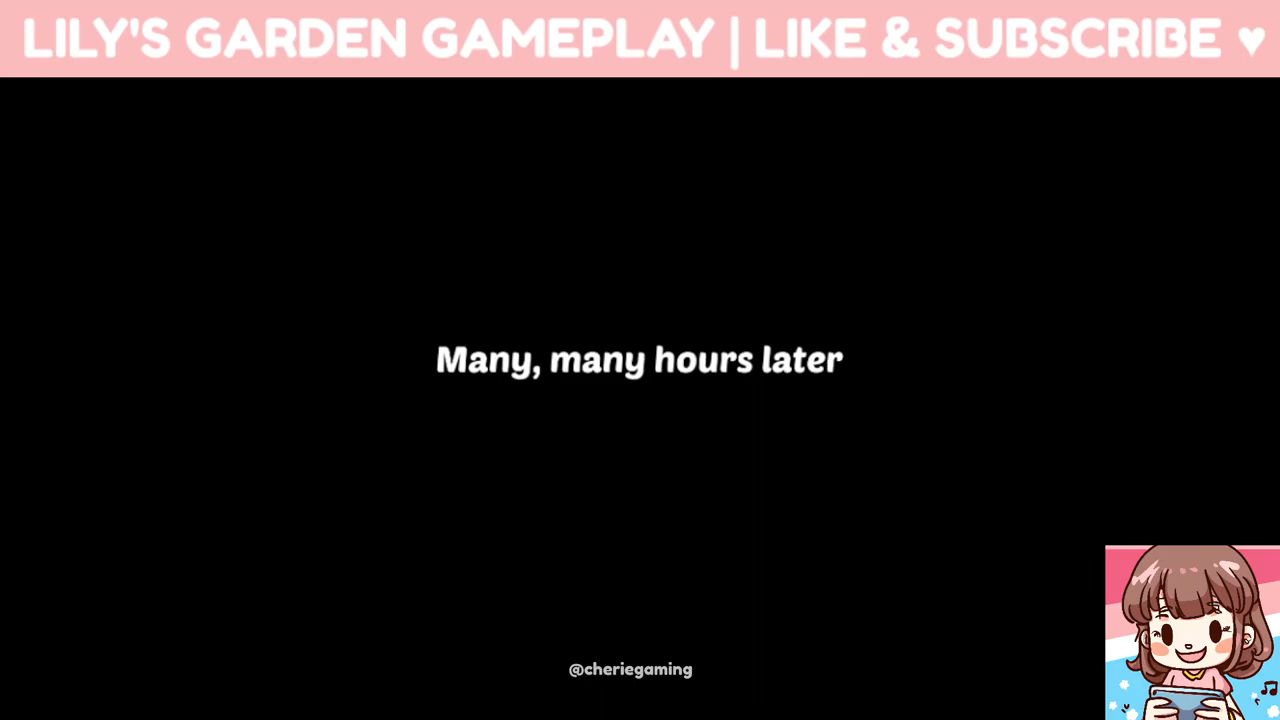 LILY'S GARDEN GAMEPLAY | LIKE & SUBSCRIBE ♥
Many, many hours later
@cheriegaming